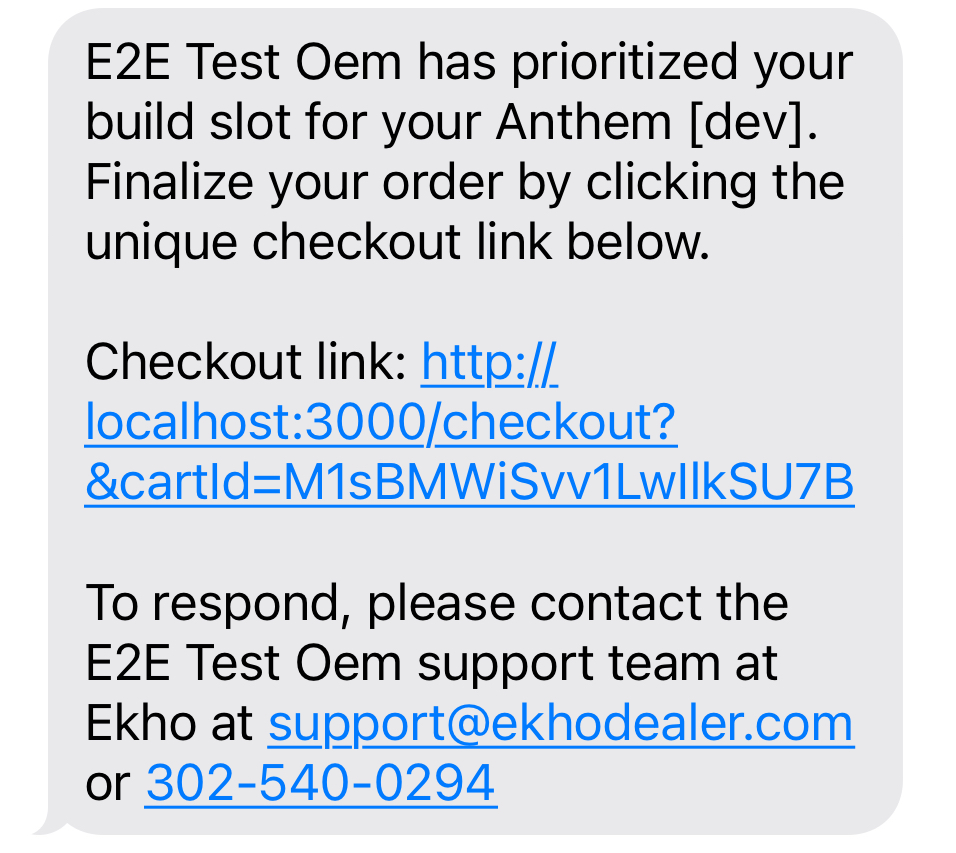 E2E Test Oem has prioritized your
build slot for your Anthem [dev].
Finalize your order by clicking the
unique checkout link below.
Checkout link: http://
localhost:3000/checkout?
&cartId=M1sBMWiSvv1LwIlkSU7B
To respond, please contact the
E2E Test Oem support team at
Ekho at support@ekhodealer.com
or 302-540-0294